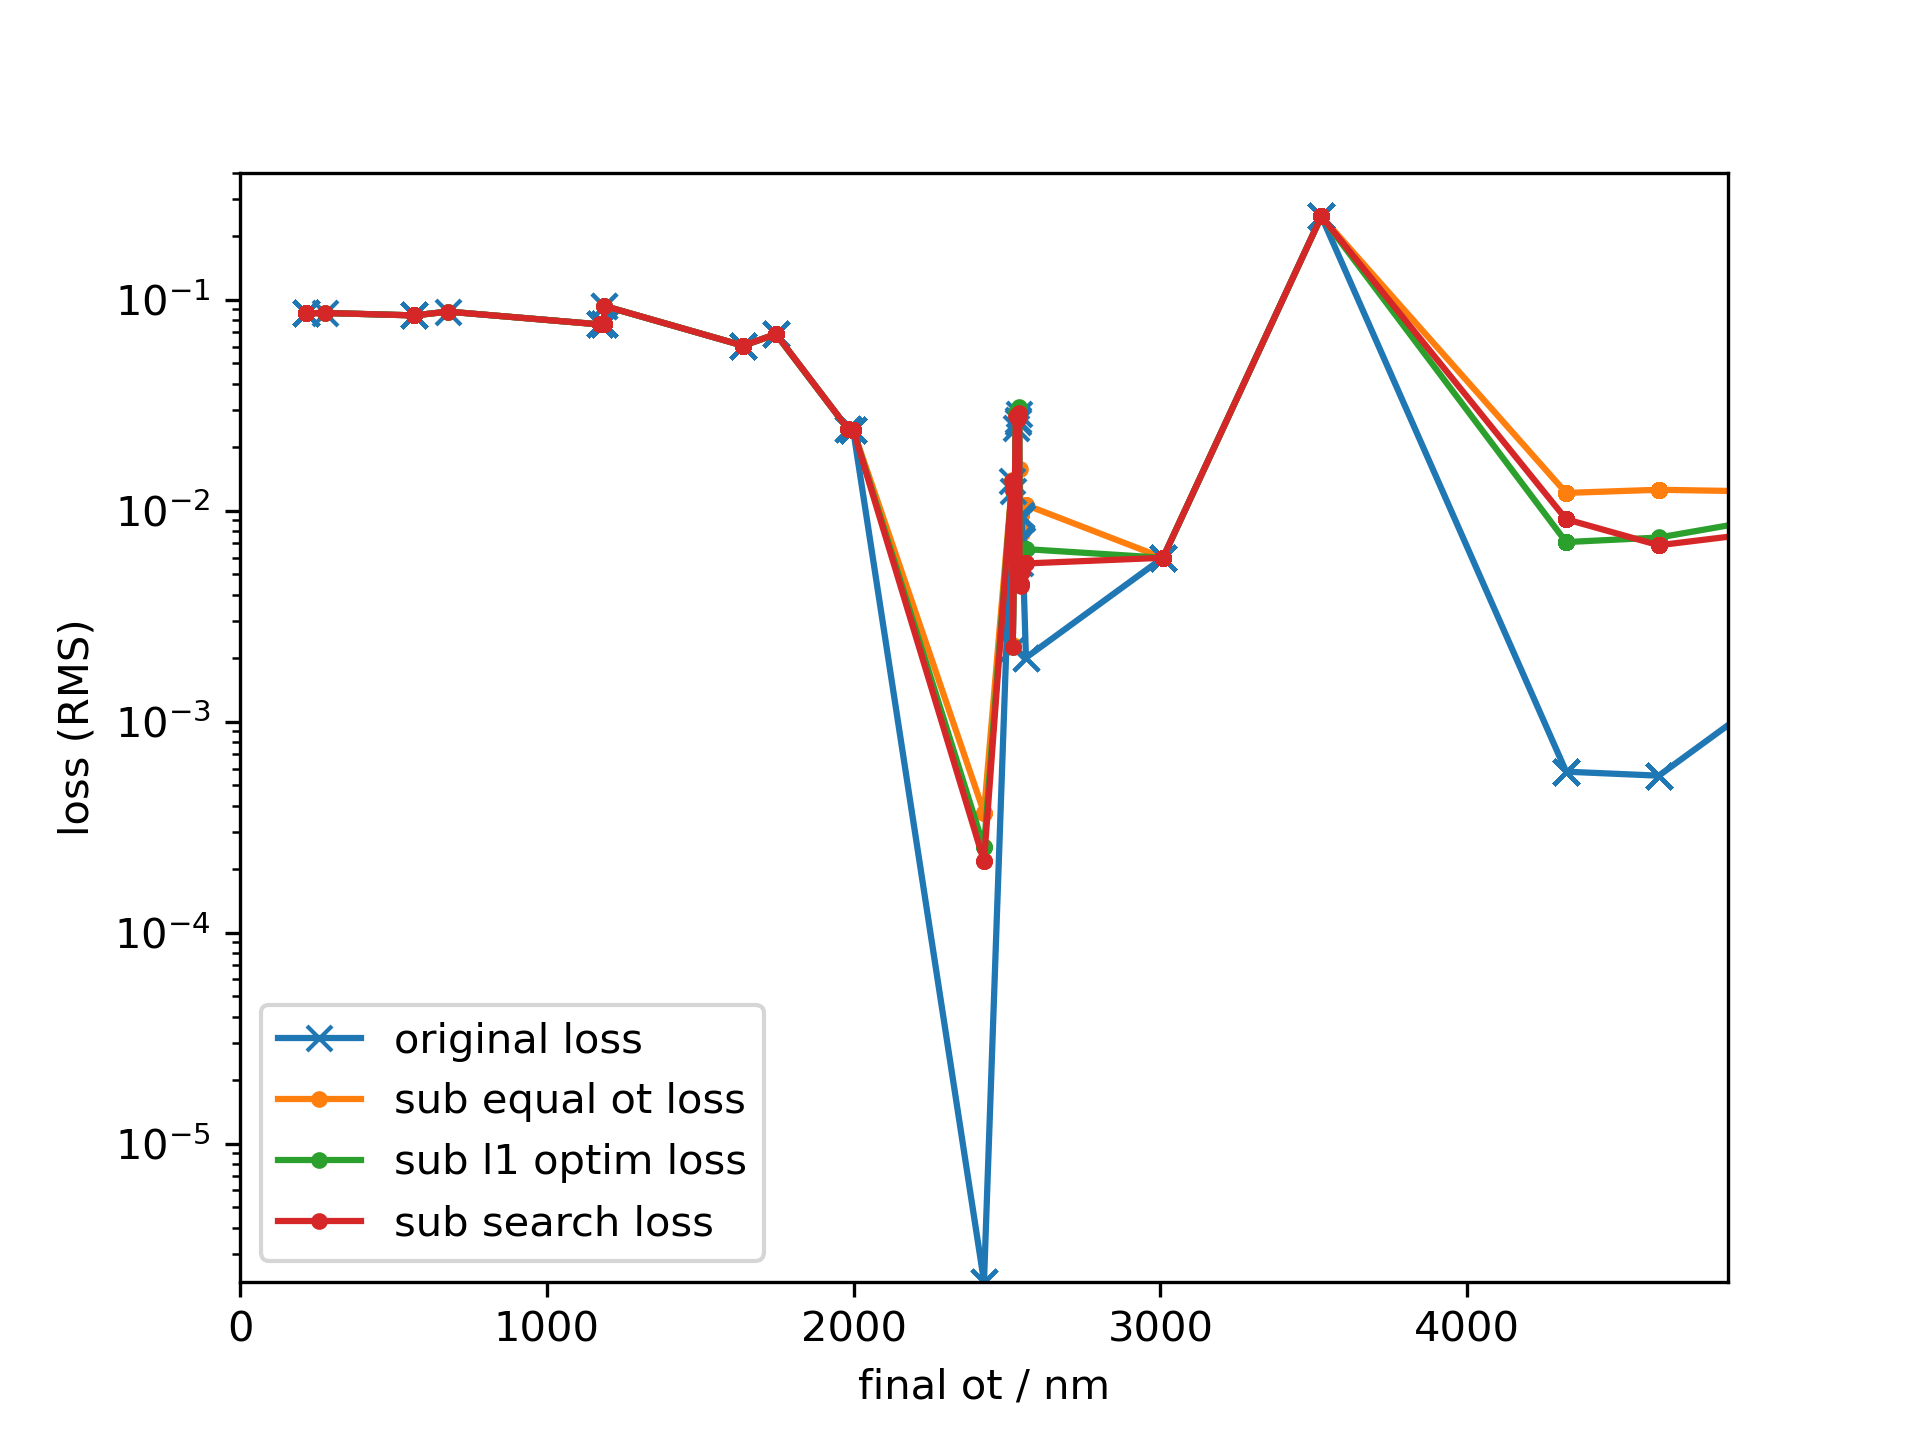 10⁻¹
10⁻²
10⁻³
10⁻⁴
10⁻⁵
loss (RMS)
original loss
sub equal ot loss
sub l1 optim loss
sub search loss
0 1000 2000 3000 4000
final ot / nm